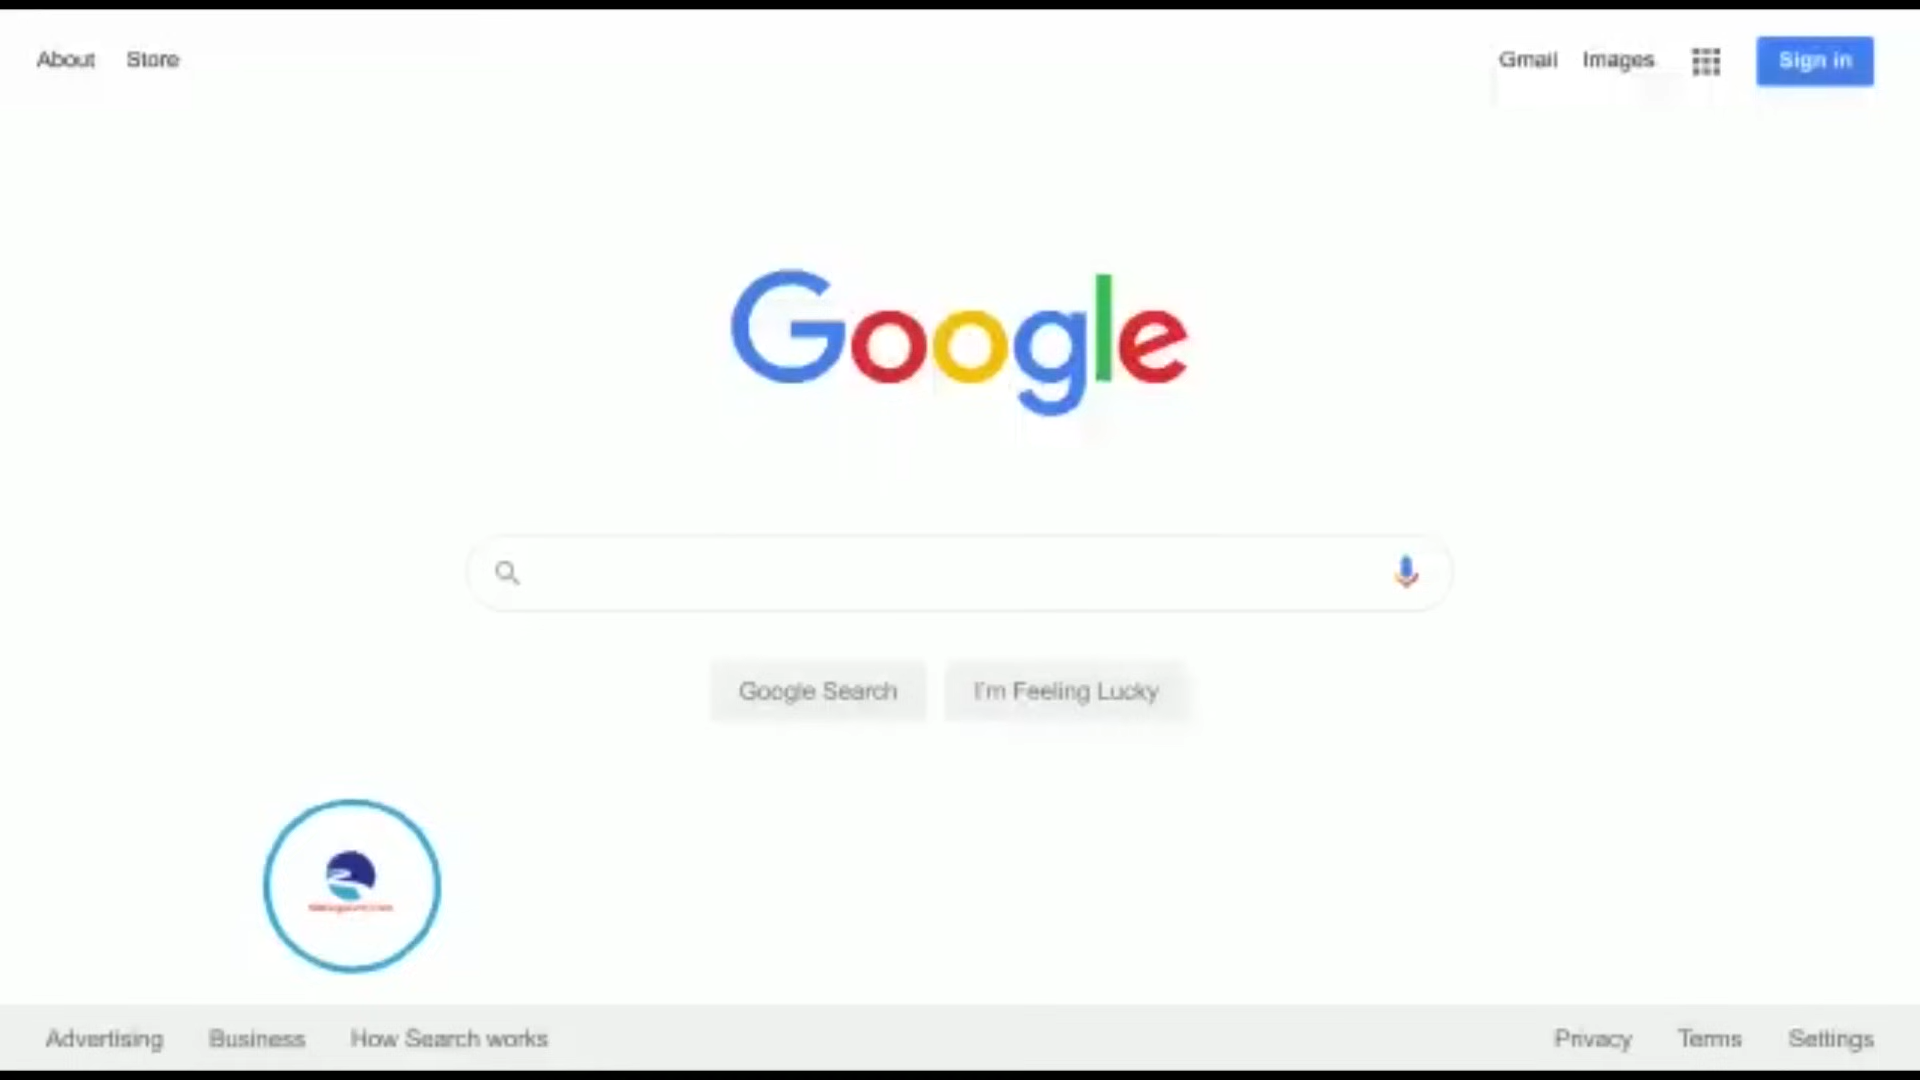 About Store
Gmail Images Sign in
Google
Google Search I'm Feeling Lucky
Advertising Business How Search works
Privacy Terms Settings